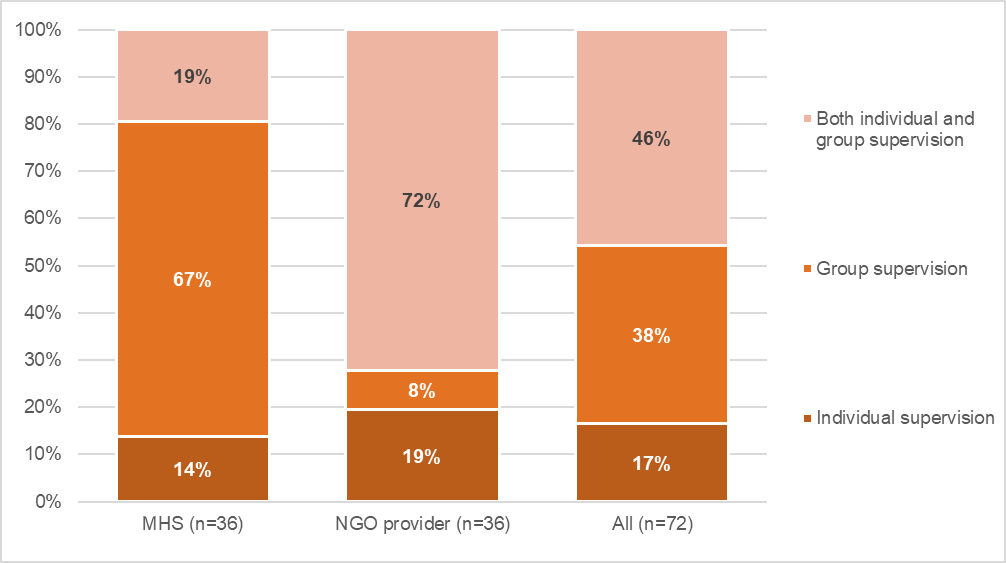 100%
90%
80%
70%
60%
50%
40%
30%
20%
10%
0%
19%
67%
14%
72%
8%
19%
46%
38%
17%
MHS (n=36)
NGO provider (n=36)
All (n=72)
Both individual and
group supervision
Group supervision
Individual supervision